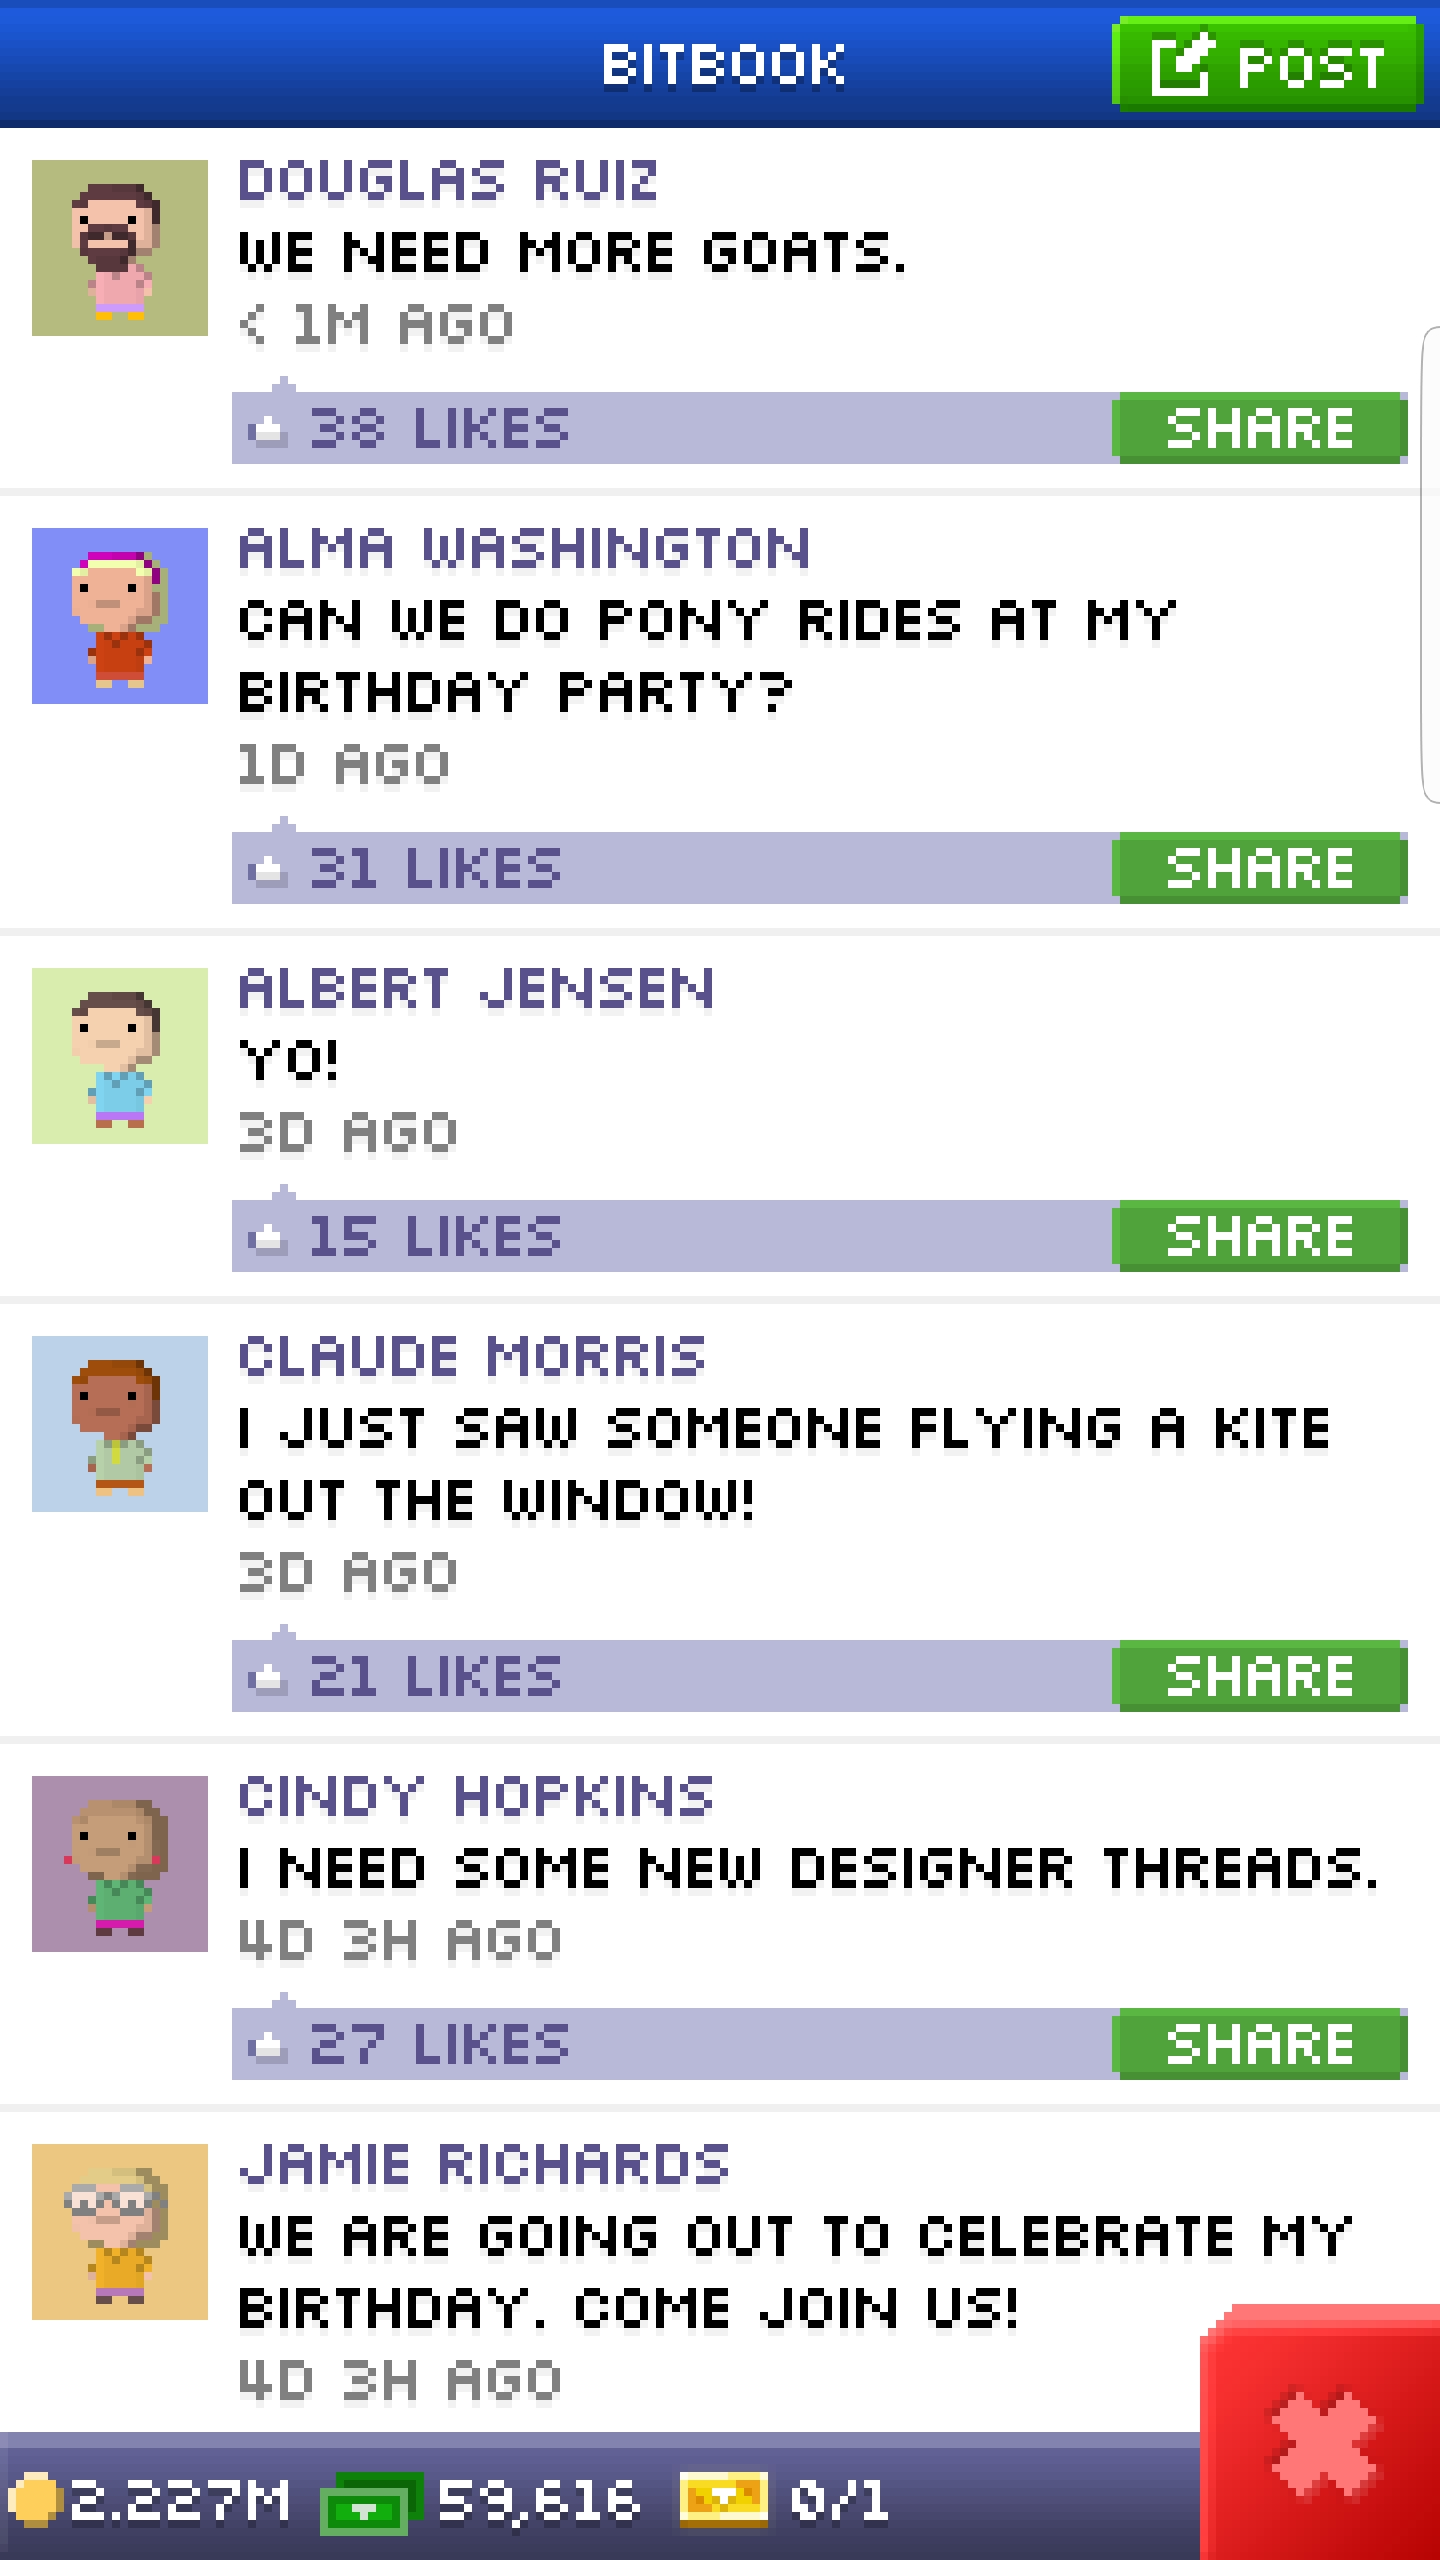 BITBOOK
POST
DOUGLAS RUIZ
WE NEED MORE GOATS.
< 1M AGO
38 LIKES
SHARE
ALMA WASHINGTON
CAN WE DO PONY RIDES AT MY
BIRTHDAY PARTY?
1D AGO
31 LIKES
SHARE
ALBERT JENSEN
YO!
3D AGO
15 LIKES
SHARE
CLAUDE MORRIS
I JUST SAW SOMEONE FLYING A KITE
OUT THE WINDOW!
3D AGO
21 LIKES
SHARE
CINDY HOPKINS
I NEED SOME NEW DESIGNER THREADS.
4D 3H AGO
27 LIKES
SHARE
JAMIE RICHARDS
WE ARE GOING OUT TO CELEBRATE MY
BIRTHDAY. COME JOIN US!
4D 3H AGO
2.227M 59,616 0/1